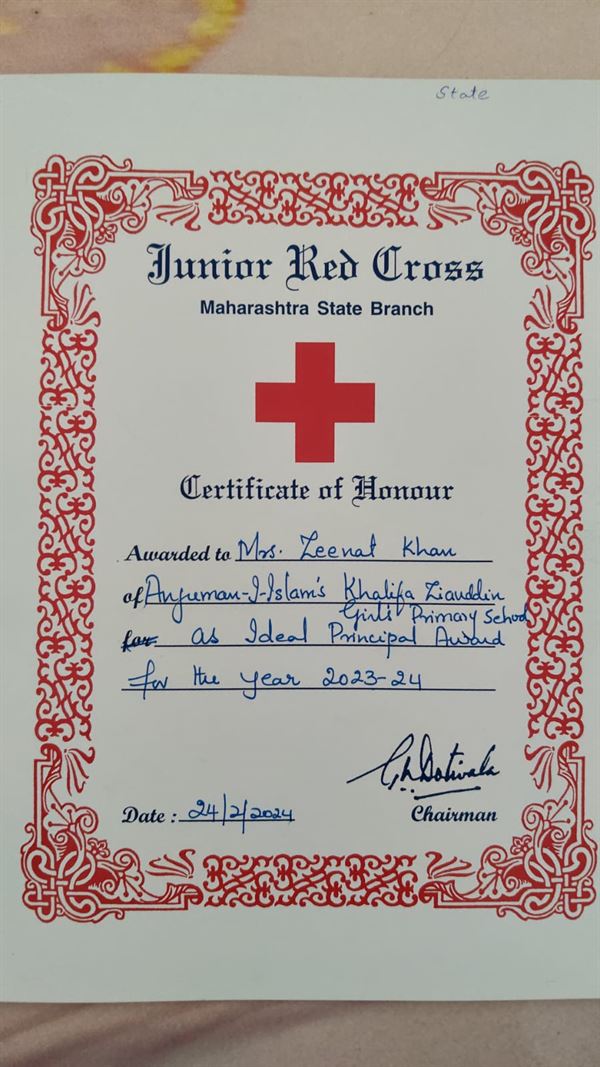 State
Junior Red Cross
Maharashtra State Branch
Certificate of Honour
Awarded to Mrs. Zeenat Khan
of Anjuman-I-Islam's Khalifa Ziauddin
Girls Primary School
for as Ideal Principal Award
for the year 2023-24
Date : 24/2/2024
Chairman